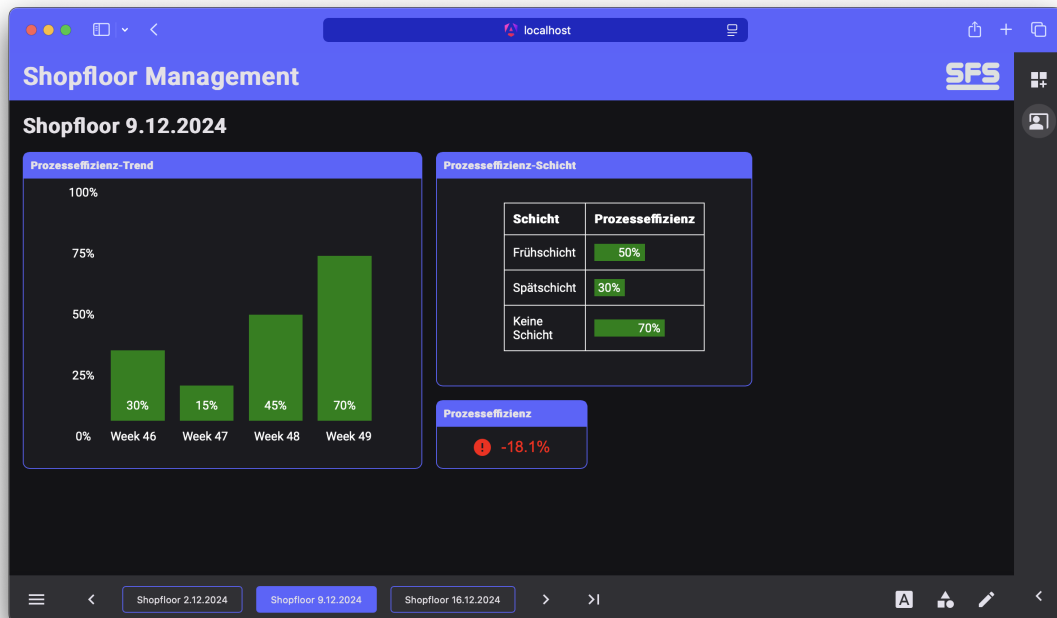 localhost
Shopfloor Management
SFS
Shopfloor 9.12.2024
Prozesseffizienz-Trend
100%
75%
50%
25%
0%
30%
15%
45%
70%
Week 46
Week 47
Week 48
Week 49
Prozesseffizienz-Schicht
Schicht Prozesseffizienz
Frühschicht 50%
Spätschicht 30%
Keine
Schicht
70%
Prozesseffizienz
-18.1%
Shopfloor 2.12.2024
Shopfloor 9.12.2024
Shopfloor 16.12.2024
A